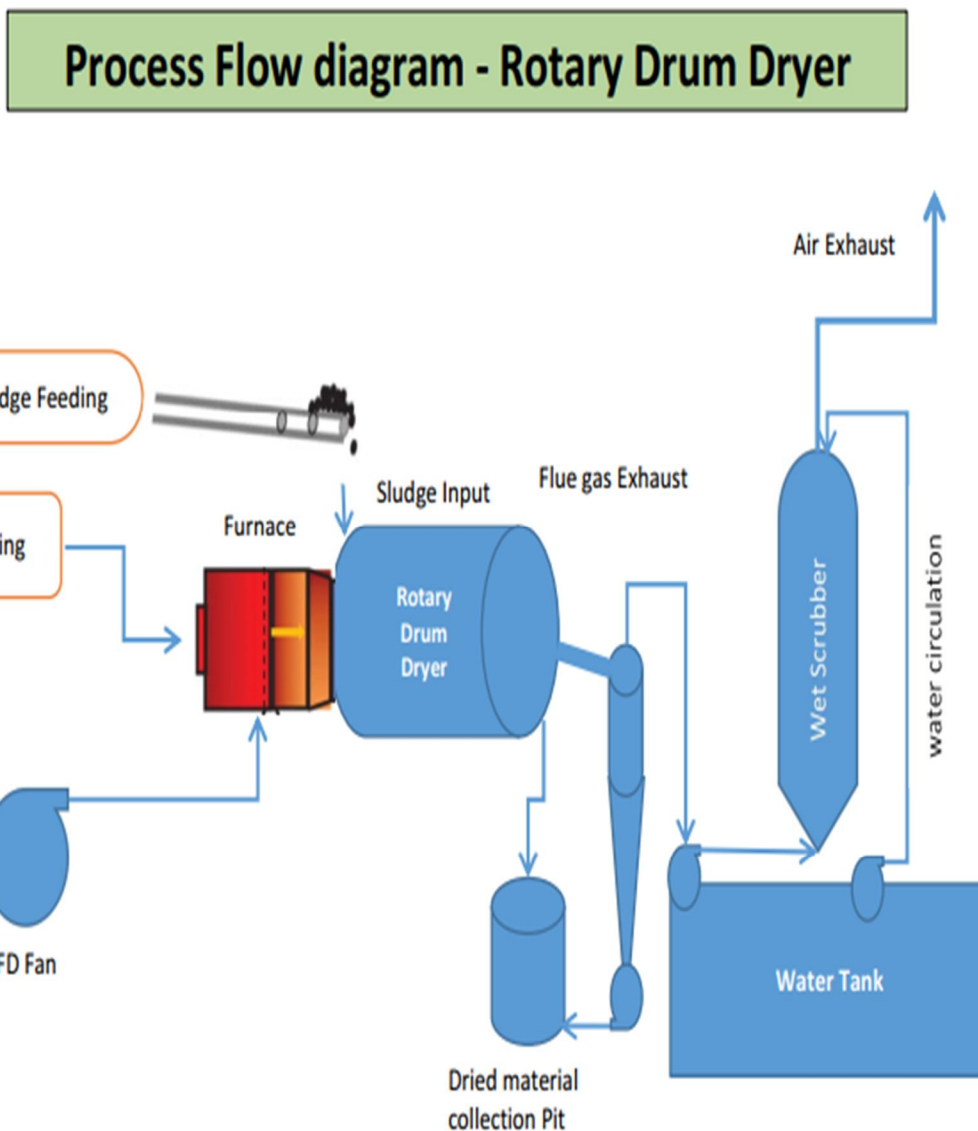 Process Flow diagram - Rotary Drum Dryer
Air Exhaust
dge Feeding
Sludge Input
Flue gas Exhaust
Furnace
ing
Rotary
Drum
Dryer
Wet Scrubber
water circulation
FD Fan
Water Tank
Dried material
collection Pit